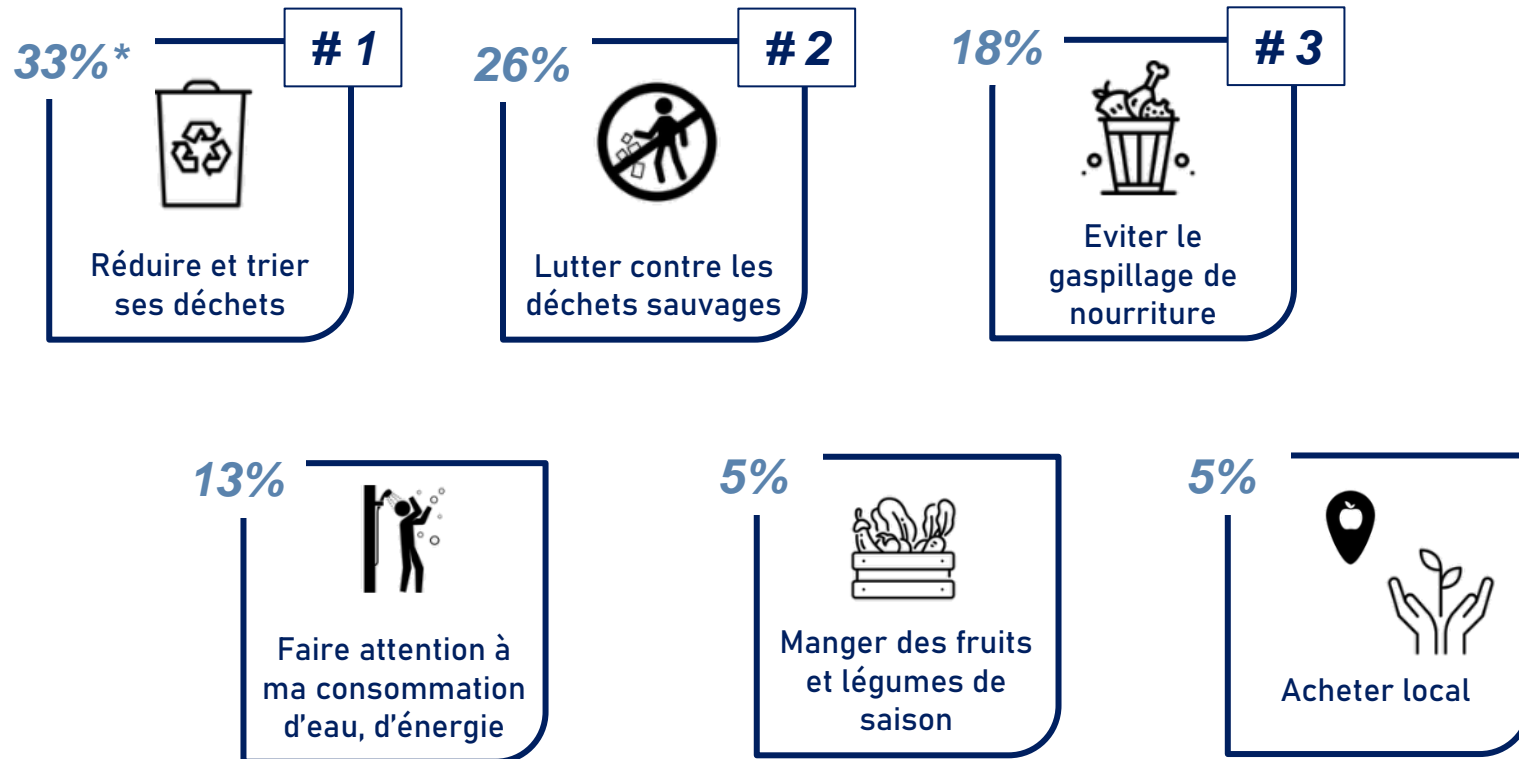 33%*
# 1
Réduire et trier
ses déchets
26%
# 2
Lutter contre les
déchets sauvages
18%
# 3
Eviter le
gaspillage de
nourriture
13%
Faire attention à
ma consommation
d'eau, d'énergie
5%
Manger des fruits
et légumes de
saison
5%
Acheter local